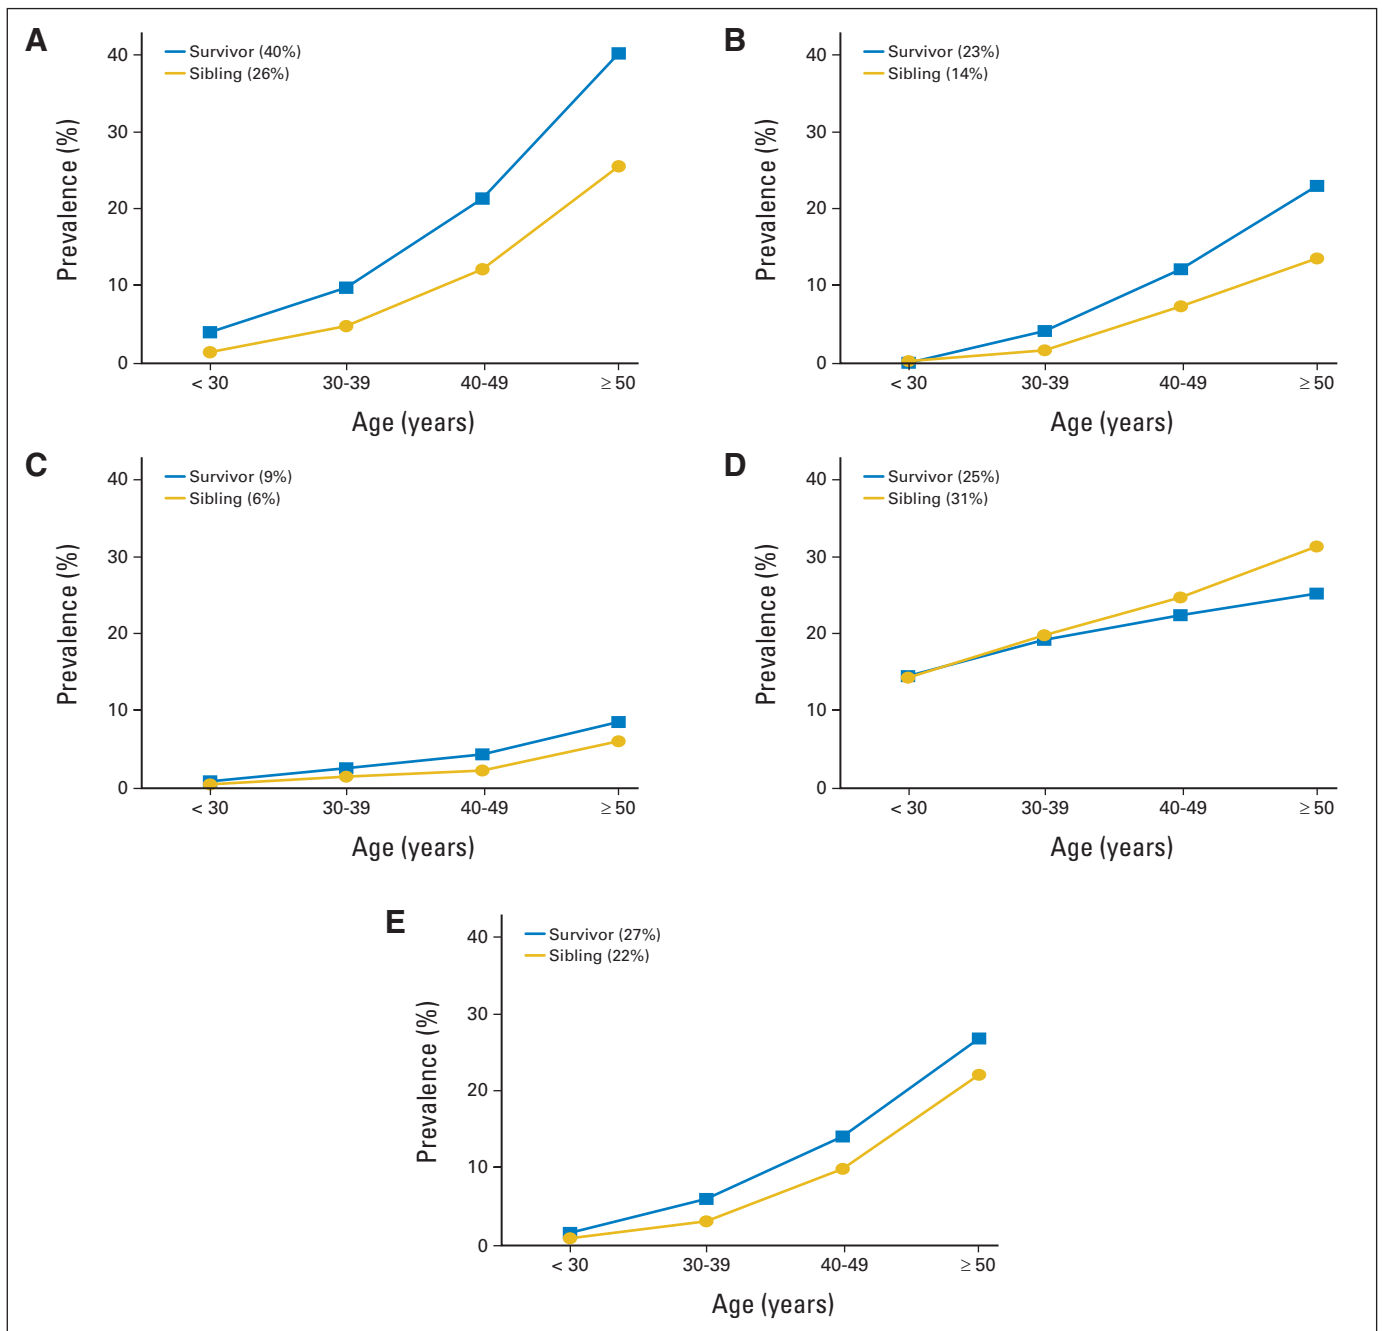 A
Survivor (40%)
Sibling (26%)
40
30
20
10
0
Prevalence (%)
< 30 30-39 40-49 ≥ 50
Age (years)
B
Survivor (23%)
Sibling (14%)
40
30
20
10
0
Prevalence (%)
< 30 30-39 40-49 ≥ 50
Age (years)
C
Survivor (9%)
Sibling (6%)
40
30
20
10
0
Prevalence (%)
< 30 30-39 40-49 ≥ 50
Age (years)
D
Survivor (25%)
Sibling (31%)
40
30
20
10
0
Prevalence (%)
< 30 30-39 40-49 ≥ 50
Age (years)
E
Survivor (27%)
Sibling (22%)
40
30
20
10
0
Prevalence (%)
< 30 30-39 40-49 ≥ 50
Age (years)